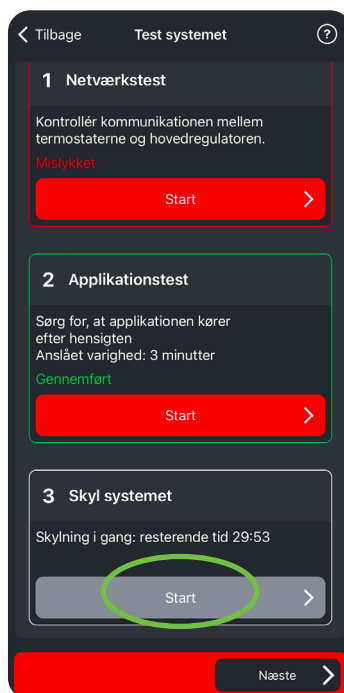 Tilbage
Test systemet
?
1 Netværkstest
Kontrollér kommunikationen mellem
termostaterne og hovedregulatoren.
Mislykket
Start
2 Applikationstest
Sørg for, at applikationen kører
efter hensigten
Anslået varighed: 3 minutter
Gennemført
Start
3 Skyl systemet
Skylning i gang: resterende tid 29:53
Start
Næste